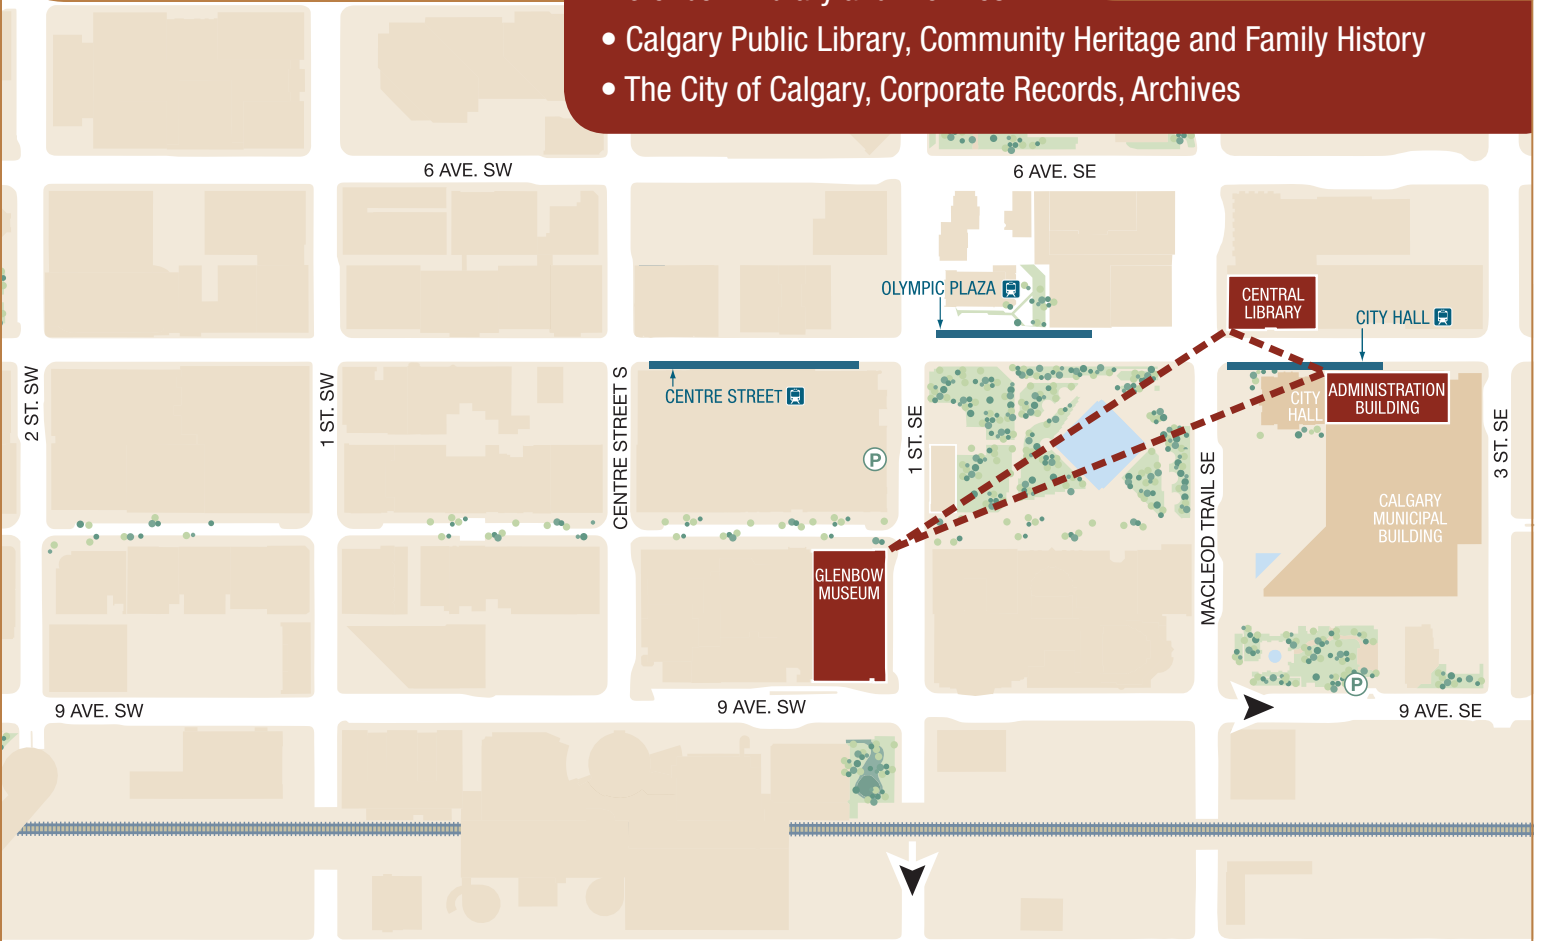 • Calgary Public Library, Community Heritage and Family History
• The City of Calgary, Corporate Records, Archives
6 AVE. SW
6 AVE. SE
OLYMPIC PLAZA
CENTRAL
LIBRARY
CITY HALL
2 ST. SW
1 ST. SW
CENTRE STREET S
CENTRE STREET
1 ST. SE
CITY
HALL
ADMINISTRATION
BUILDING
3 ST. SE
P
MACLEOD TRAIL SE
CALGARY
MUNICIPAL
BUILDING
GLENBOW
MUSEUM
P
9 AVE. SW
9 AVE. SW
9 AVE. SE